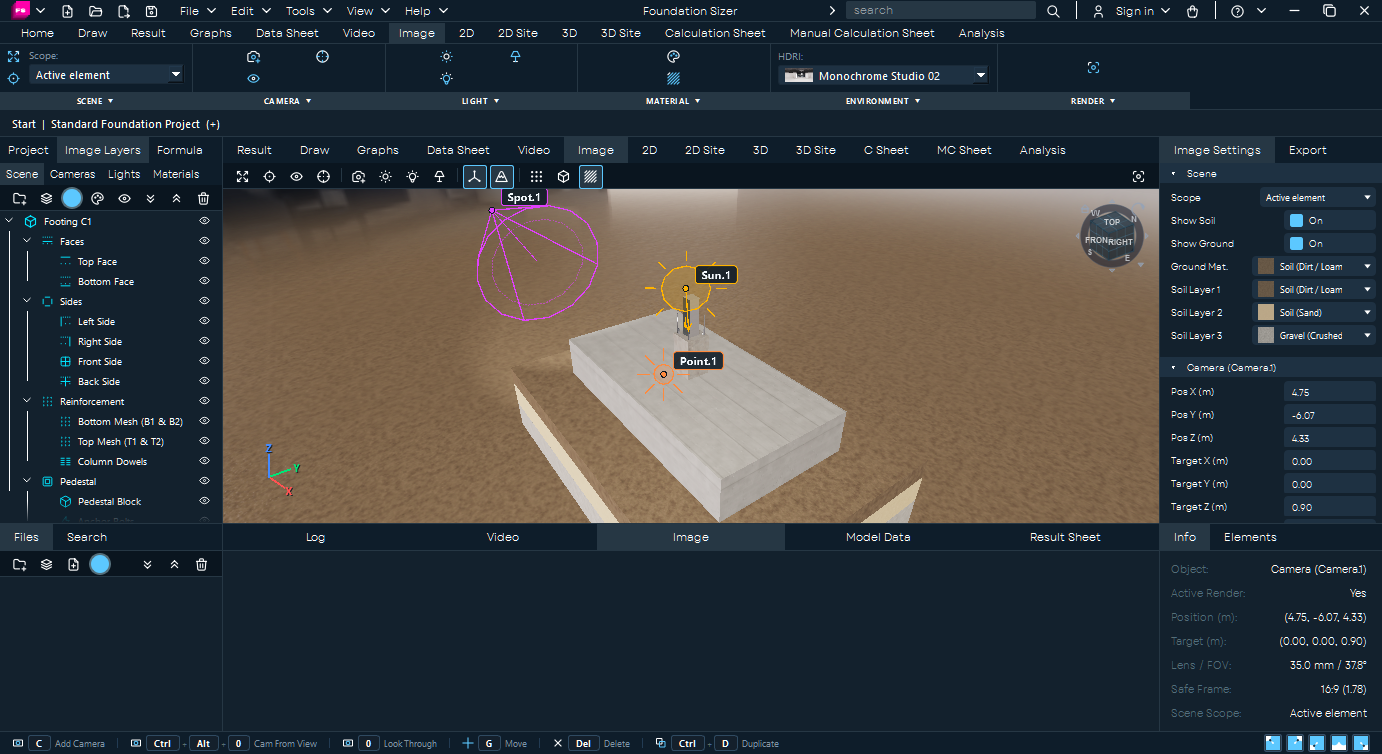 FS File Edit Tools View Help Foundation Sizer search Sign in
Home Draw Result Graphs Data Sheet Video Image 2D 2D Site 3D 3D Site Calculation Sheet Manual Calculation Sheet Analysis
Scope:
Active element
HDRI:
Monochrome Studio 02
SCENE CAMERA LIGHT MATERIAL ENVIRONMENT RENDER
Start | Standard Foundation Project (+)
Project Image Layers Formula
Result Draw Graphs Data Sheet Video Image 2D 2D Site 3D 3D Site C Sheet MC Sheet Analysis
Image Settings Export
Scene Cameras Lights Materials
Footing C1
Faces
Top Face
Bottom Face
Sides
Left Side
Right Side
Front Side
Back Side
Reinforcement
Bottom Mesh (B1 & B2)
Top Mesh (T1 & T2)
Column Dowels
Pedestal
Pedestal Block
Spot.1
Sun.1
Point.1
W TOP N
FRON RIGHT
S E
Z
Y
X
Scene
Scope Active element
Show Soil On
Show Ground On
Ground Mat. Soil (Dirt / Loam
Soil Layer 1 Soil (Dirt / Loam
Soil Layer 2 Soil (Sand)
Soil Layer 3 Gravel (Crushed
Camera (Camera.1)
Pos X (m) 4.75
Pos Y (m) -6.07
Pos Z (m) 4.33
Target X (m) 0.00
Target Y (m) 0.00
Target Z (m) 0.90
Files Search
Log Video Image Model Data Result Sheet
Info Elements
Object: Camera (Camera.1)
Active Render: Yes
Position (m): (4.75, -6.07, 4.33)
Target (m): (0.00, 0.00, 0.90)
Lens / FOV: 35.0 mm / 37.8°
Safe Frame: 16:9 (1.78)
Scene Scope: Active element
C Add Camera Ctrl + Alt + 0 Cam From View 0 Look Through G Move Del Delete Ctrl + D Duplicate